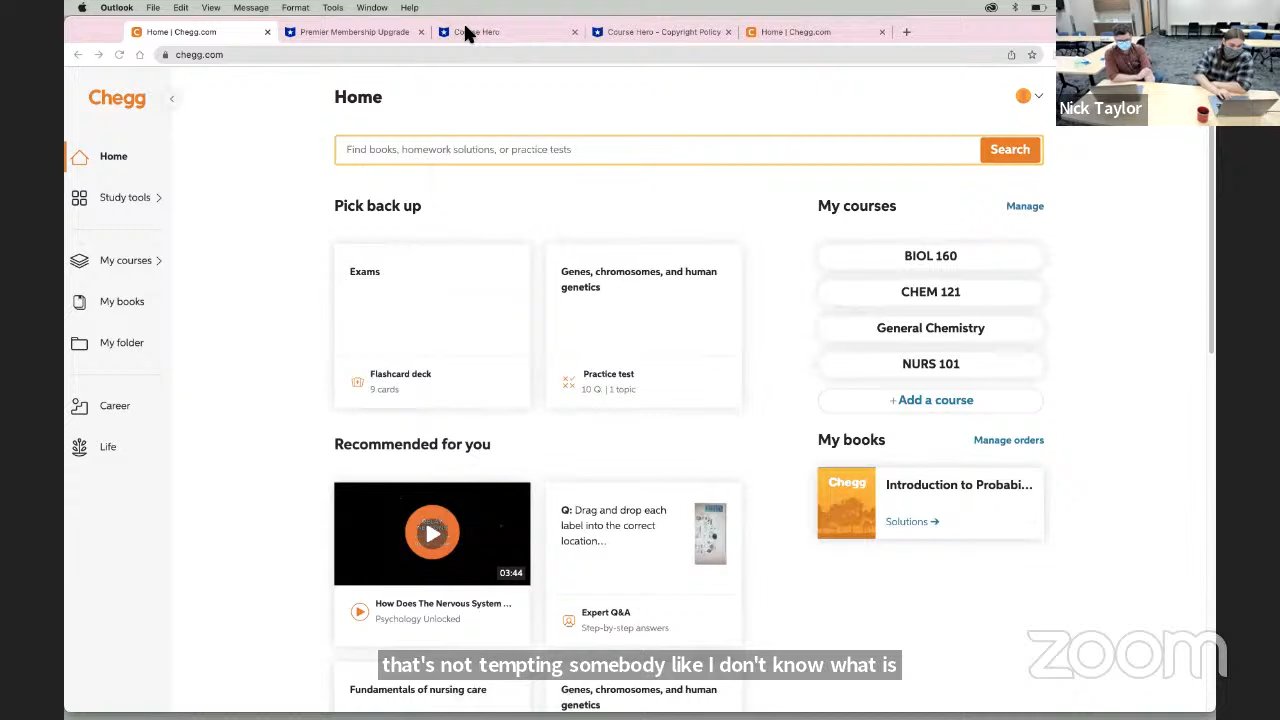 Outlook File Edit View Message Format Tools Window Help
Home | Chegg.com
Premier Membership Upgrade
Course Hero
Course Hero - Copyright Policy
Home | Chegg.com
chegg.com
Nick Taylor
Chegg
Home
Find books, homework solutions, or practice tests
Search
Home
Study tools
My courses
My books
My folder
Career
Life
Pick back up
Exams
Flashcard deck
9 cards
Genes, chromosomes, and human
genetics
Practice test
10 Q. | 1 topic
My courses
Manage
BIOL 160
CHEM 121
General Chemistry
NURS 101
+ Add a course
My books
Manage orders
Chegg
Introduction to Probabi...
Solutions →
Recommended for you
03:44
How Does The Nervous System ...
Psychology Unlocked
Q: Drag and drop each
label into the correct
location...
Expert Q&A
Step-by-step answers
Fundamentals of nursing care
Genes, chromosomes, and human
genetics
that's not tempting somebody like I don't know what is
zoom